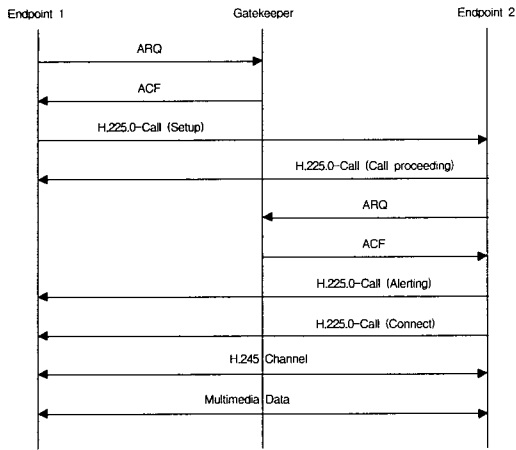 Endpoint 1 Gatekeeper Endpoint 2
ARQ
ACF
H.225.0-Call (Setup)
H.225.0-Call (Call proceeding)
ARQ
ACF
H.225.0-Call (Alerting)
H.225.0-Call (Connect)
H.245 Channel
Multimedia Data